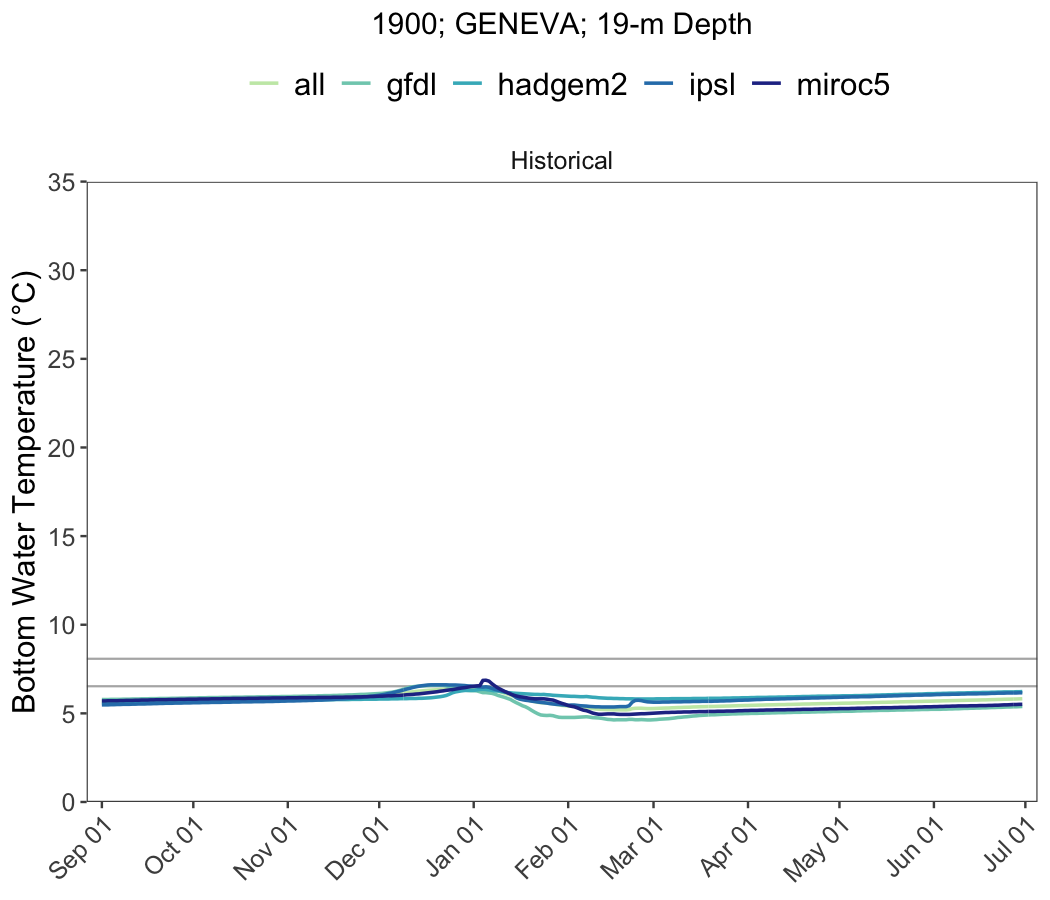 1900; GENEVA; 19-m Depth
all gfdl hadgem2 ipsl miroc5
Historical
Bottom Water Temperature (°C)
35
30
25
20
15
10
5
0
Sep 01 Oct 01 Nov 01 Dec 01 Jan 01 Feb 01 Mar 01 Apr 01 May 01 Jun 01 Jul 01